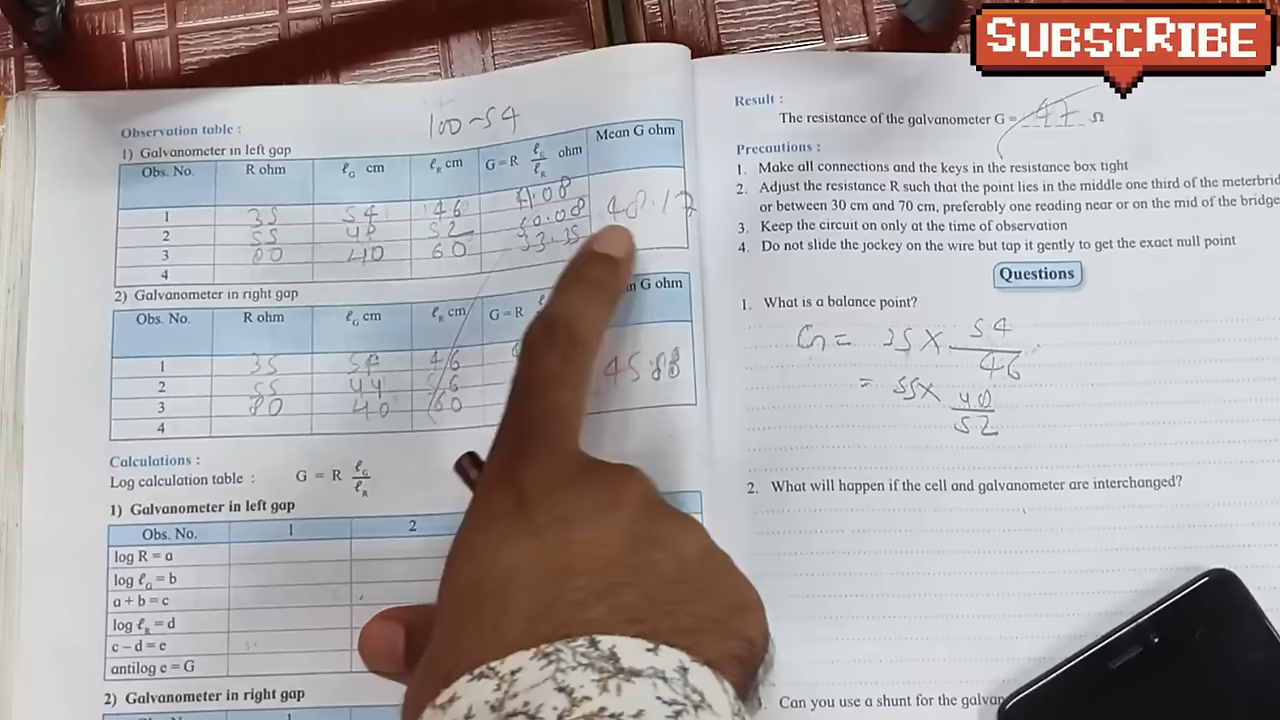 SUBSCRIBE
Observation table :
100-54
1) Galvanometer in left gap
Obs. No. R ohm ℓG cm ℓR cm G = R ℓG/ℓR ohm Mean G ohm
1 35 54 46
2 55 48 52
3 80 40 60 53.35
4
48.17
2) Galvanometer in right gap
Obs. No. R ohm ℓG cm ℓR cm G = R n G ohm
1 35 54 46
2 55 44 56
3 80 40 60
4
45.88
Calculations :
Log calculation table : G = R ℓG/ℓR
1) Galvanometer in left gap
Obs. No. 1 2
log R = a
log ℓG = b
a + b = c
log ℓR = d
c – d = e
antilog e = G
2) Galvanometer in right gap
Result :
The resistance of the galvanometer G = 47 Ω
Precautions :
1. Make all connections and the keys in the resistance box tight
2. Adjust the resistance R such that the point lies in the middle one third of the meterbrid
or between 30 cm and 70 cm, preferably one reading near or on the mid of the bridge
3. Keep the circuit on only at the time of observation
4. Do not slide the jockey on the wire but tap it gently to get the exact null point
Questions
1. What is a balance point?
G = 35 × 54/46
= 55 × 48/52
2. What will happen if the cell and galvanometer are interchanged?
Can you use a shunt for the galvan